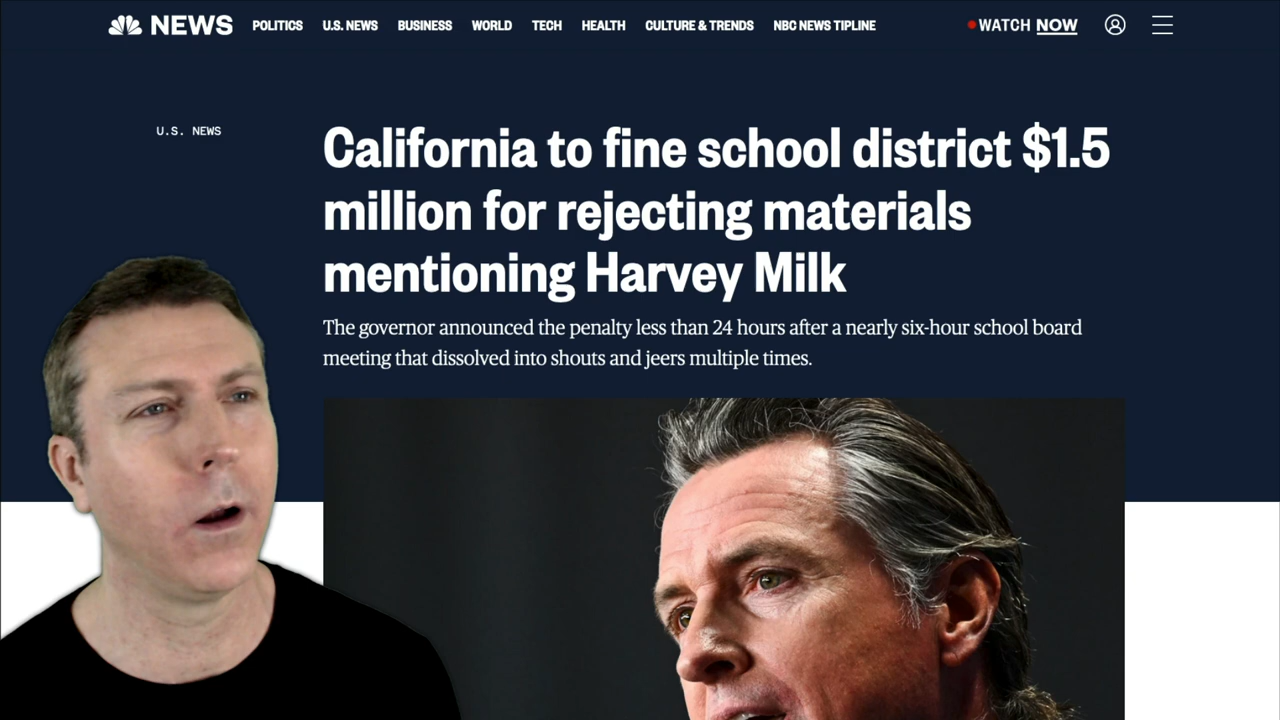 NEWS POLITICS U.S. NEWS BUSINESS WORLD TECH HEALTH CULTURE & TRENDS NBC NEWS TIPLINE WATCH NOW
U.S. NEWS
California to fine school district $1.5
million for rejecting materials
mentioning Harvey Milk
The governor announced the penalty less than 24 hours after a nearly six-hour school board
meeting that dissolved into shouts and jeers multiple times.